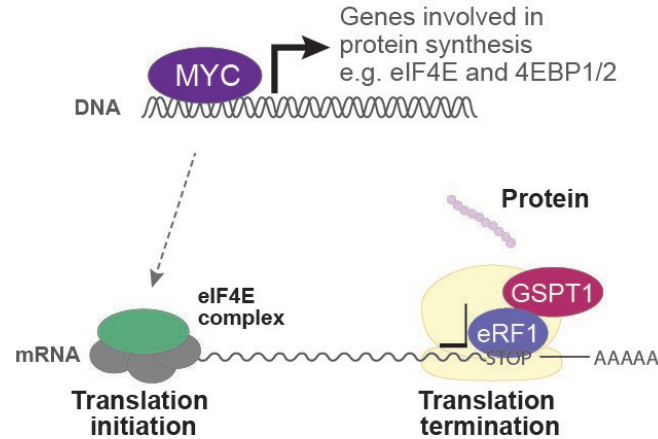 Genes involved in
protein synthesis
e.g. eIF4E and 4EBP1/2
MYC
DNA
Protein
GSPT1
eIF4E
complex
eRF1
mRNA
STOP
AAAAA
Translation
initiation
Translation
termination